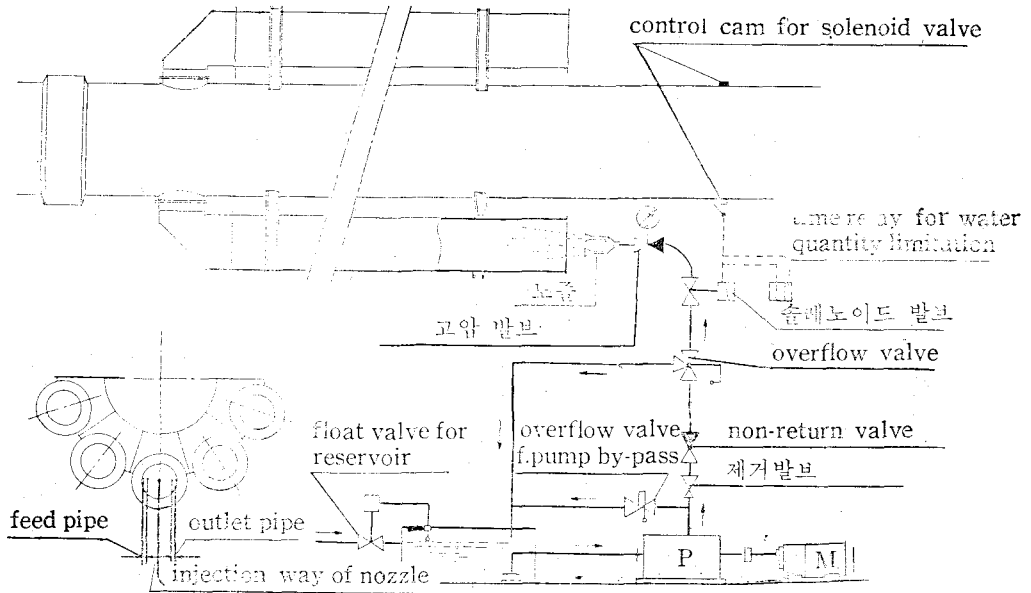 control cam for solenoid valve
time relay for water
quantity limitation
노즐
고압 발브
솔레노이드 발브
overflow valve
float valve for
reservoir
overflow valve
f.pump by-pass
non-return valve
제거발브
feed pipe
outlet pipe
P
M
injection way of nozzle